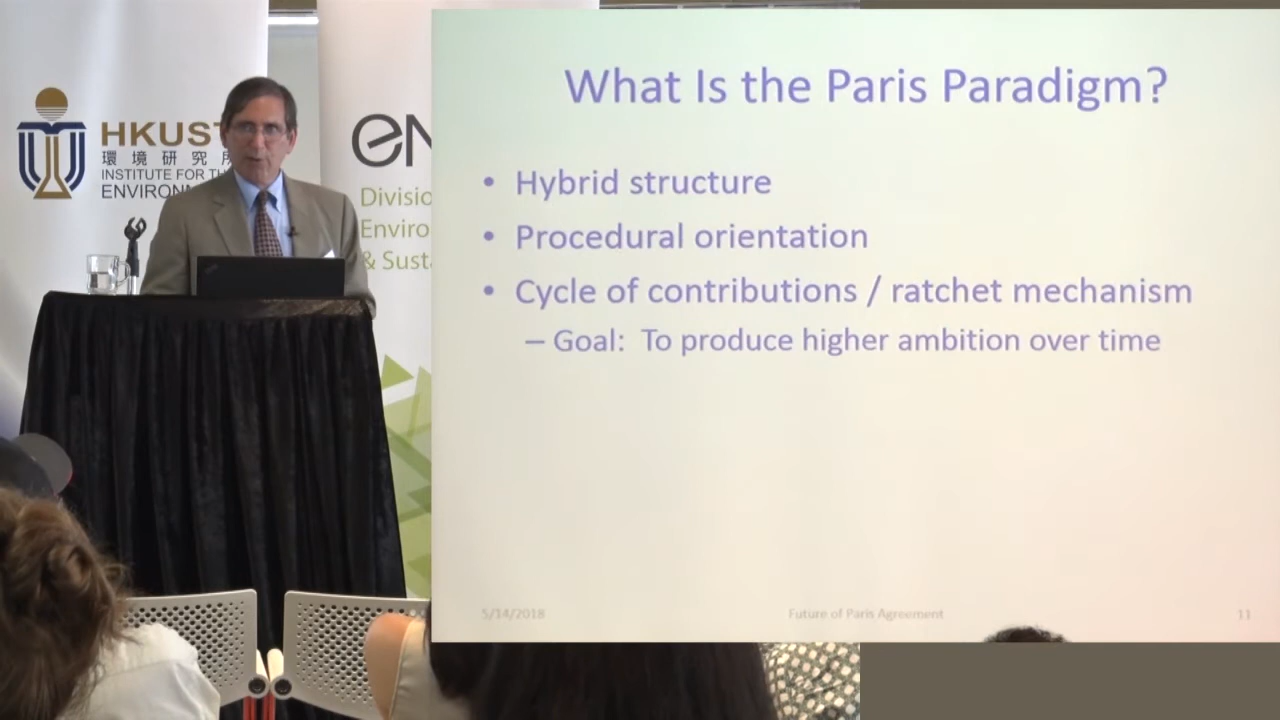 HKUST
環境研究所
INSTITUTE FOR THE
ENVIRONM
eN
Divisio
Enviro
& Susta
What Is the Paris Paradigm?
• Hybrid structure
• Procedural orientation
• Cycle of contributions / ratchet mechanism
– Goal: To produce higher ambition over time
5/14/2018
Future of Paris Agreement
11